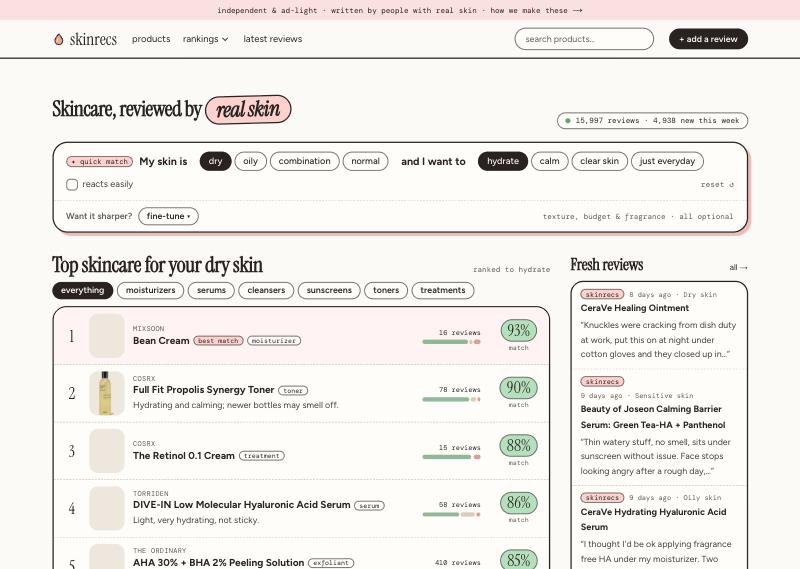 independent & ad-light · written by people with real skin · how we make these →
skinrecs
products
rankings
latest reviews
search products…
+ add a review
Skincare, reviewed by real skin
15,997 reviews · 4,938 new this week
✦ quick match
My skin is
dry
oily
combination
normal
and I want to
hydrate
calm
clear skin
just everyday
reacts easily
reset ↺
Want it sharper?
fine-tune ▾
texture, budget & fragrance · all optional
Top skincare for your dry skin
ranked to hydrate
everything
moisturizers
serums
cleansers
sunscreens
toners
treatments
1
MIXSOON
Bean Cream
best match
moisturizer
16 reviews
93%
match
2
COSRX
Full Fit Propolis Synergy Toner
toner
Hydrating and calming; newer bottles may smell off.
78 reviews
90%
match
3
COSRX
The Retinol 0.1 Cream
treatment
15 reviews
88%
match
4
TORRIDEN
DIVE-IN Low Molecular Hyaluronic Acid Serum
serum
Light, very hydrating, not sticky.
58 reviews
86%
match
5
THE ORDINARY
AHA 30% + BHA 2% Peeling Solution
exfoliant
410 reviews
85%
Fresh reviews
all →
skinrecs
8 days ago · Dry skin
CeraVe Healing Ointment
"Knuckles were cracking from dish duty
at work, put this on at night under
cotton gloves and they closed up in…"
skinrecs
9 days ago · Sensitive skin
Beauty of Joseon Calming Barrier
Serum: Green Tea-HA + Panthenol
"Thin watery stuff, no smell, sits under
sunscreen without issue. Face stops
looking angry after a rough day,…"
skinrecs
9 days ago · Oily skin
CeraVe Hydrating Hyaluronic Acid
Serum
"I thought I'd be ok applying fragrance
free HA under my moisturizer. Two